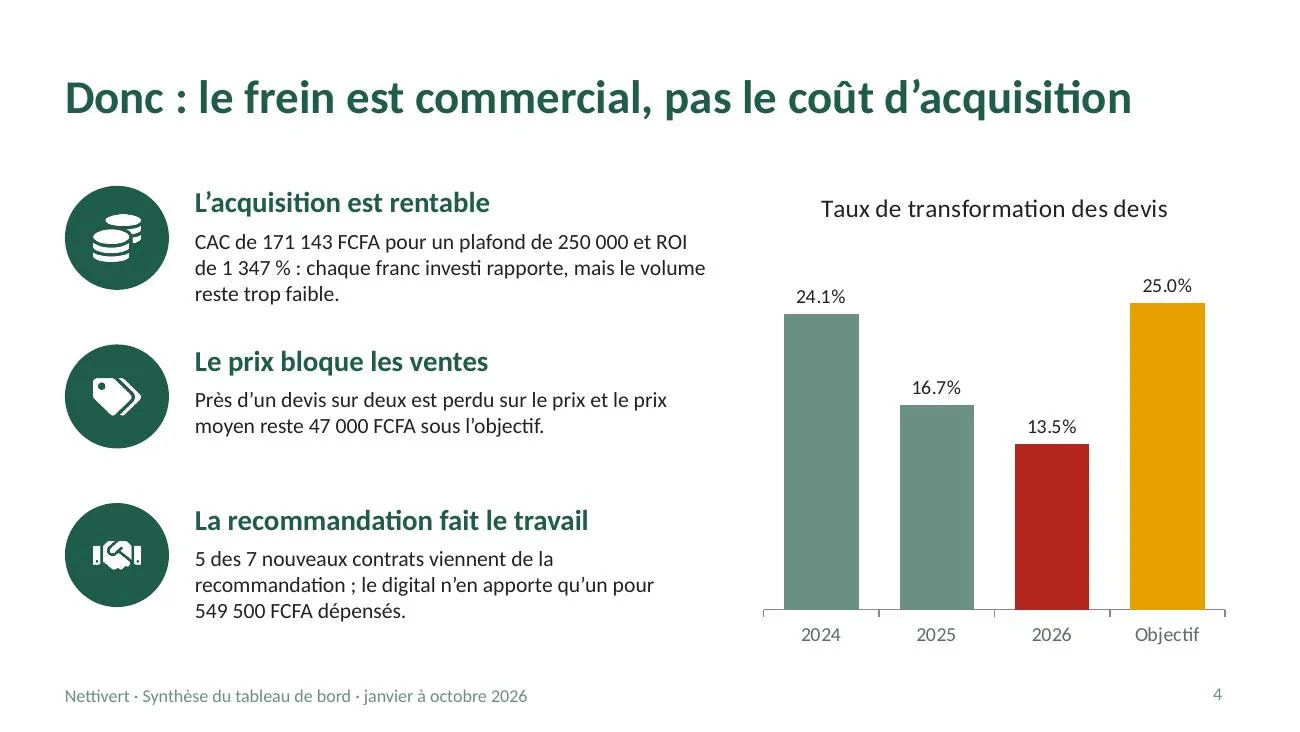 Donc : le frein est commercial, pas le coût d’acquisition
L’acquisition est rentable
CAC de 171 143 FCFA pour un plafond de 250 000 et ROI
de 1 347 % : chaque franc investi rapporte, mais le volume
reste trop faible.
Le prix bloque les ventes
Près d’un devis sur deux est perdu sur le prix et le prix
moyen reste 47 000 FCFA sous l’objectif.
La recommandation fait le travail
5 des 7 nouveaux contrats viennent de la
recommandation ; le digital n’en apporte qu’un pour
549 500 FCFA dépensés.
Taux de transformation des devis
24.1%
16.7%
13.5%
25.0%
2024
2025
2026
Objectif
Nettivert · Synthèse du tableau de bord · janvier à octobre 2026
4